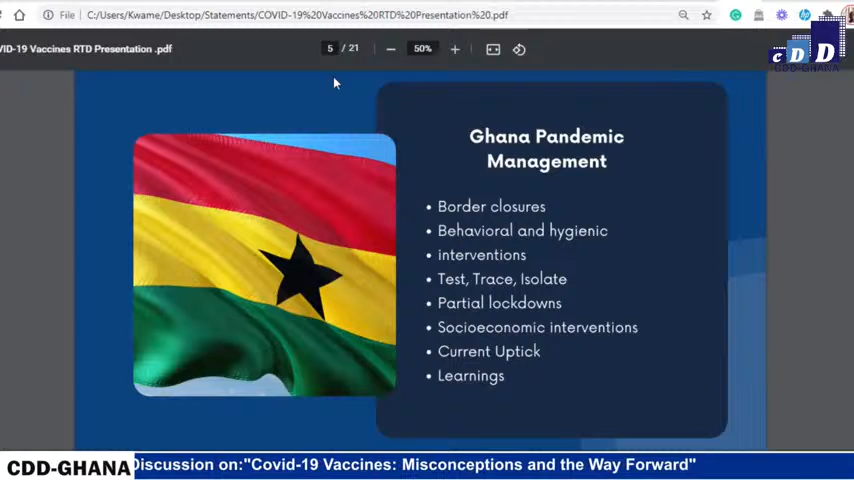 File
C:/Users/Kwame/Desktop/Statements/COVID-19%20Vaccines%20RTD%20Presentation%20.pdf
VID-19 Vaccines RTD Presentation .pdf
5 / 21
50%
cDD
CDD-GHANA
Ghana Pandemic
Management
• Border closures
• Behavioral and hygienic
• interventions
• Test, Trace, Isolate
• Partial lockdowns
• Socioeconomic interventions
• Current Uptick
• Learnings
CDD-GHANA
Discussion on:"Covid-19 Vaccines: Misconceptions and the Way Forward"